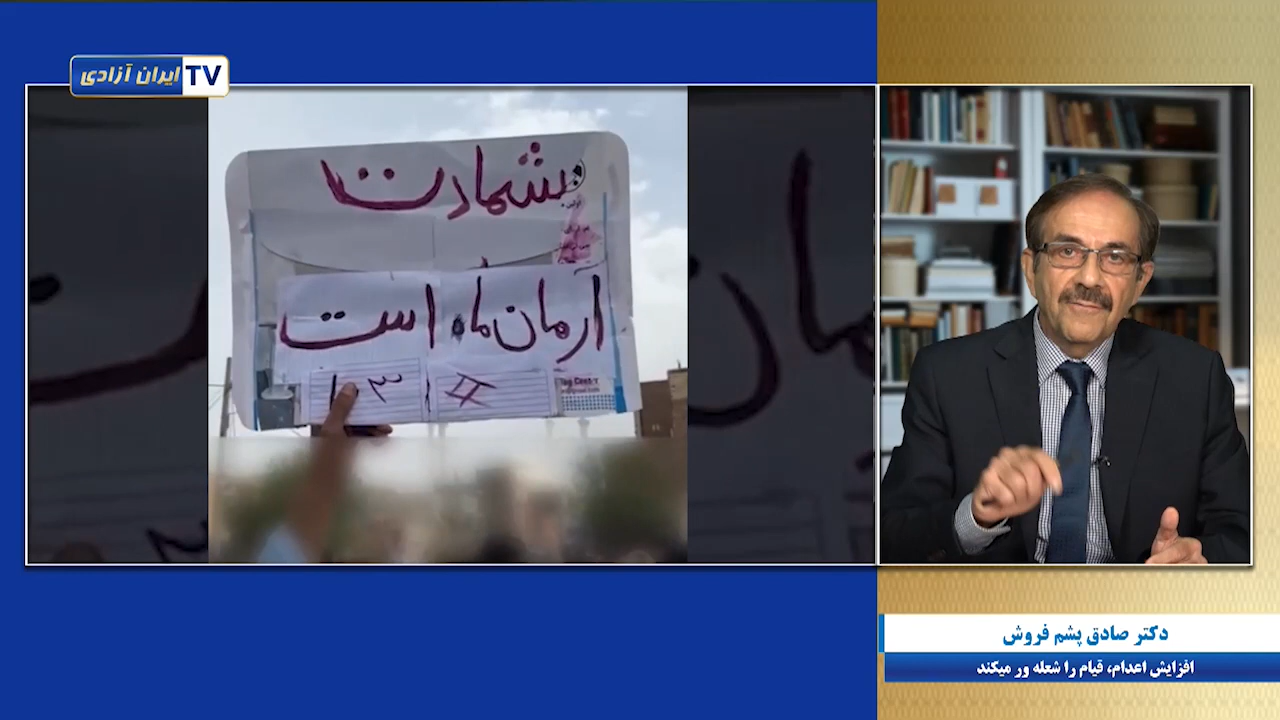 ایران آزادی TV
شهادت
آرمان ما است
دکتر صادق پشم فروش
افزایش اعدام، قیام را شعله ور میکند